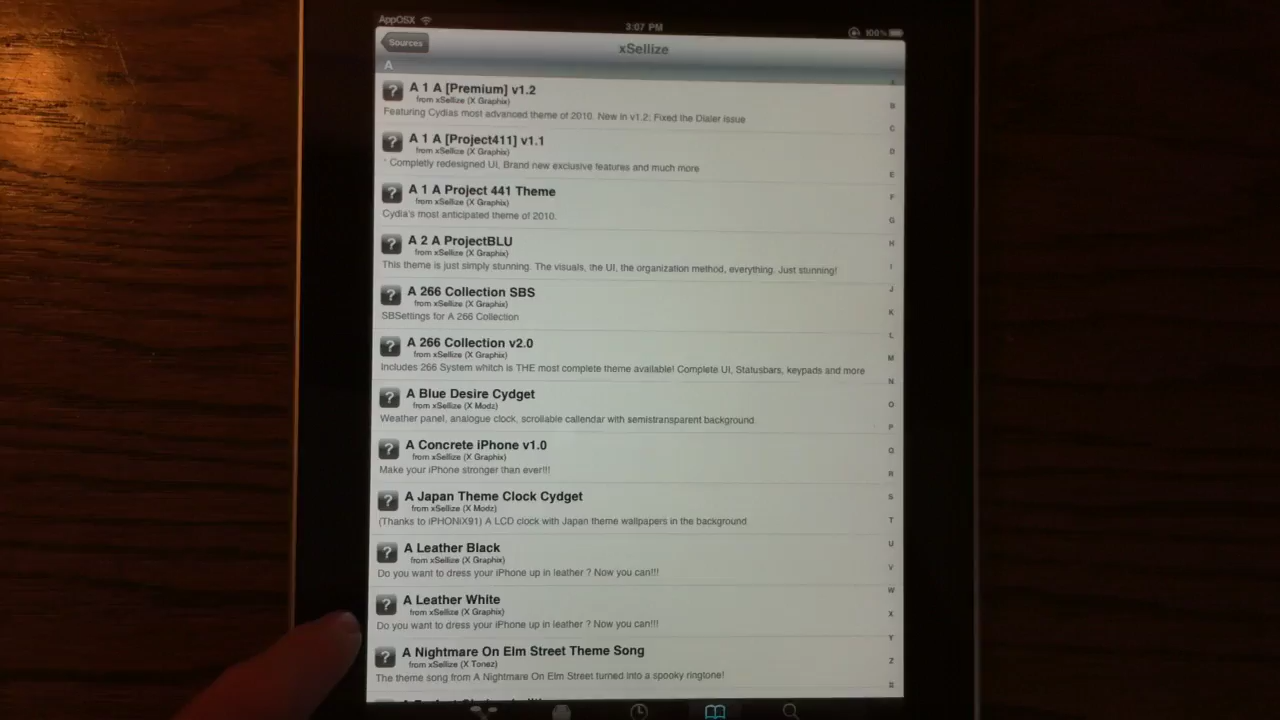 AppOSX
3:07 PM
100%
Sources
xSellize
A
A 1 A [Premium] v1.2
from xSellize (X Graphix)
Featuring Cydias most advanced theme of 2010. New in v1.2: Fixed the Dialer issue
A 1 A [Project411] v1.1
from xSellize (X Graphix)
* Completly redesigned UI, Brand new exclusive features and much more
A 1 A Project 441 Theme
from xSellize (X Graphix)
Cydia's most anticipated theme of 2010.
A 2 A ProjectBLU
from xSellize (X Graphix)
This theme is just simply stunning. The visuals, the UI, the organization method, everything. Just stunning!
A 266 Collection SBS
from xSellize (X Graphix)
SBSettings for A 266 Collection
A 266 Collection v2.0
from xSellize (X Graphix)
Includes 266 System whitch is THE most complete theme available! Complete UI, Statusbars, keypads and more
A Blue Desire Cydget
from xSellize (X Modz)
Weather panel, analogue clock, scrollable callendar with semistransparent background
A Concrete iPhone v1.0
from xSellize (X Graphix)
Make your iPhone stronger than ever!!!
A Japan Theme Clock Cydget
from xSellize (X Modz)
(Thanks to iPHONiX91) A LCD clock with Japan theme wallpapers in the background
A Leather Black
from xSellize (X Graphix)
Do you want to dress your iPhone up in leather ? Now you can!!!
A Leather White
from xSellize (X Graphix)
Do you want to dress your iPhone up in leather ? Now you can!!!
A Nightmare On Elm Street Theme Song
from xSellize (X Tonez)
The theme song from A Nightmare On Elm Street turned into a spooky ringtone!
A
B
C
D
E
F
G
H
I
J
K
L
M
N
O
P
Q
R
S
T
U
V
W
X
Y
Z
#